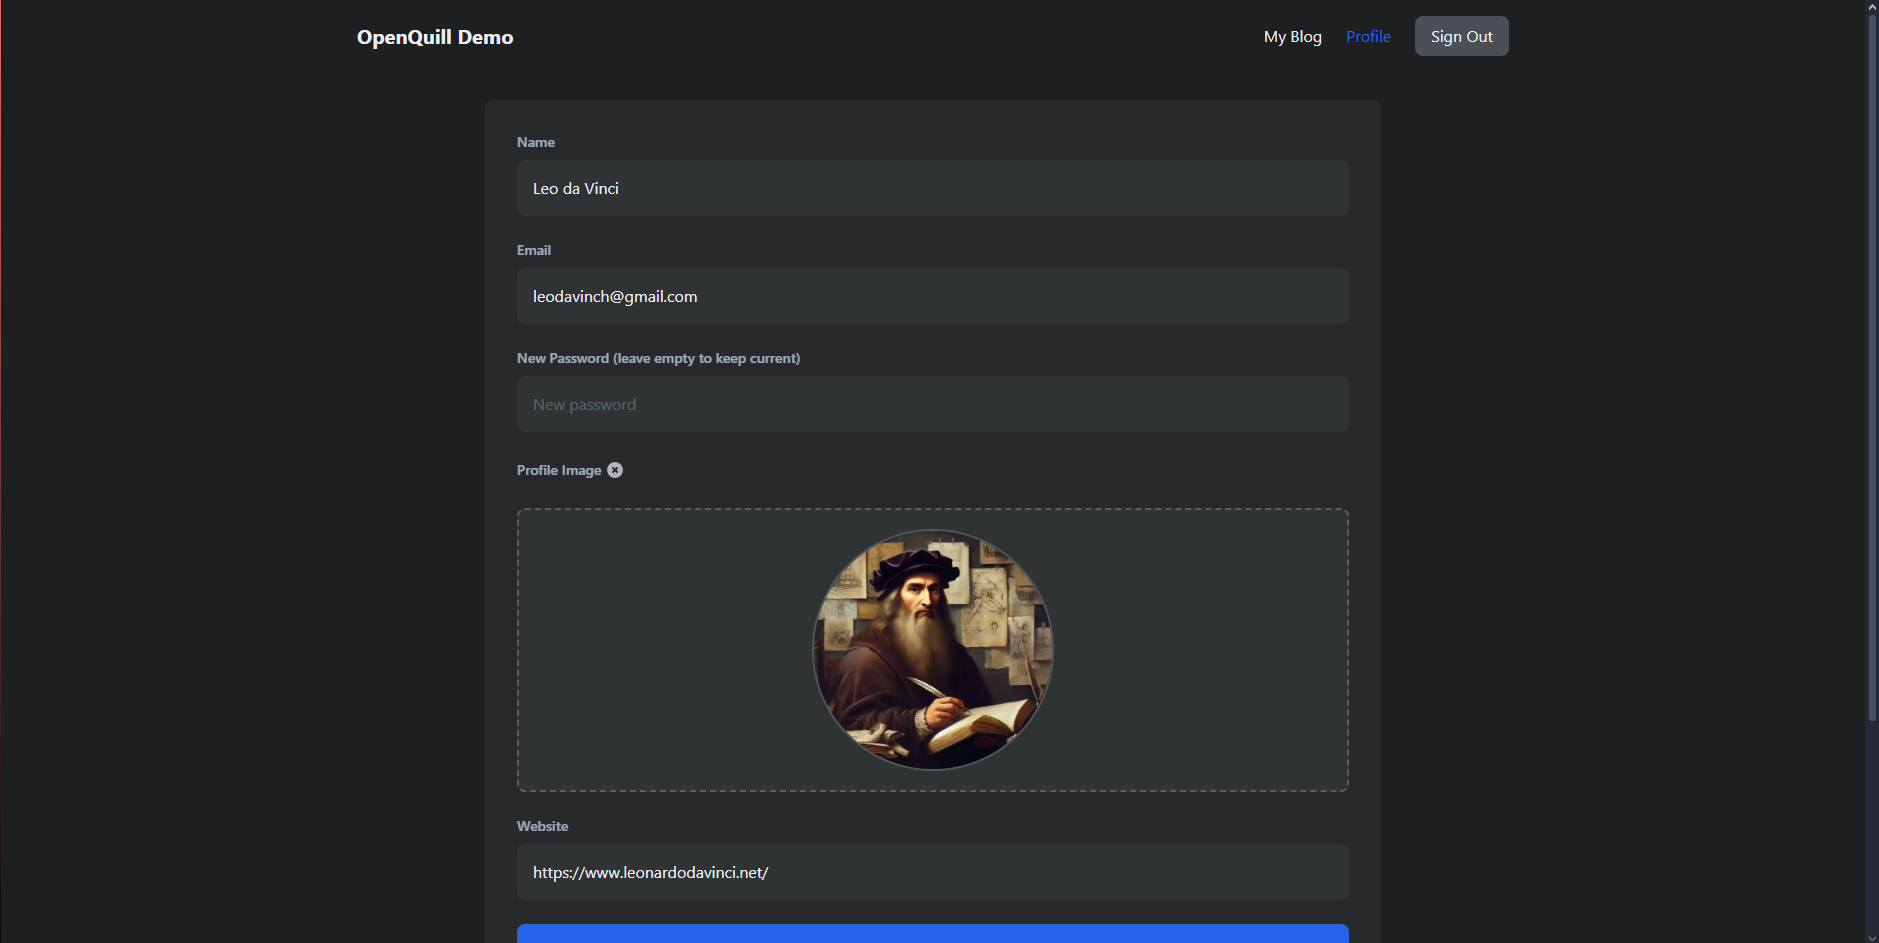 OpenQuill Demo
My Blog Profile Sign Out
Name
Leo da Vinci
Email
leodavinch@gmail.com
New Password (leave empty to keep current)
New password
Profile Image
Website
https://www.leonardodavinci.net/